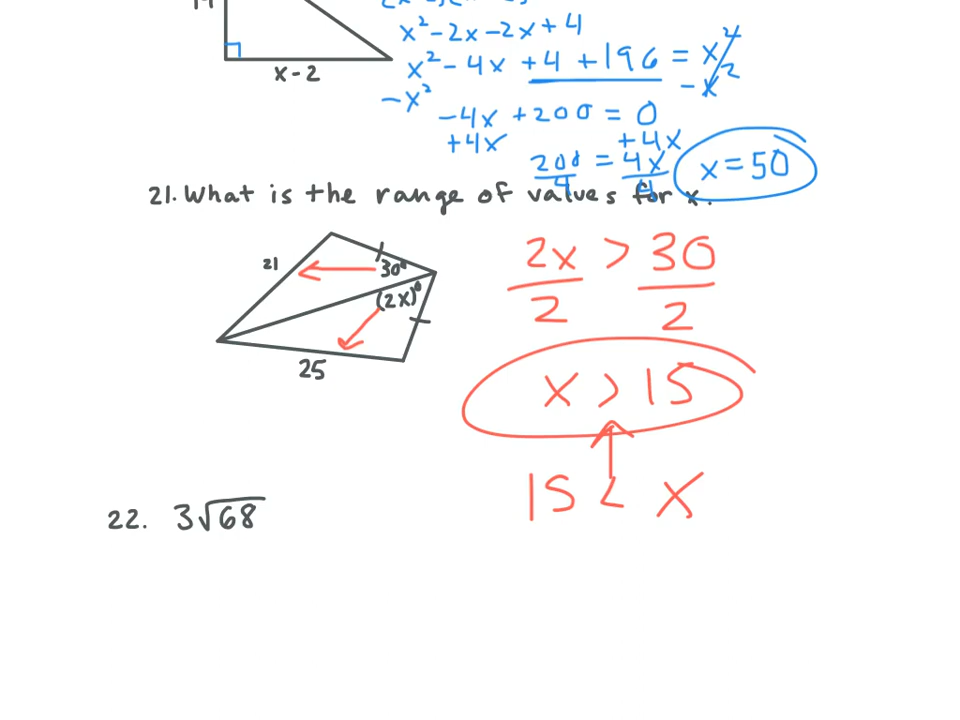 x² - 2x - 2x + 4
x² - 4x + 4 + 196 = x²
-x² -x²
-4x + 200 = 0
+4x +4x
200 = 4x
4 4
x = 50
x - 2
21. What is the range of values for x.
21
30°
(2x)°
25
2x > 30
2 2
x > 15
15 < x
22. 3√68